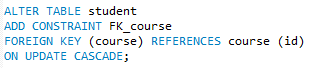 ALTER TABLE student
ADD CONSTRAINT FK_course
FOREIGN KEY (course) REFERENCES course (id)
ON UPDATE CASCADE;